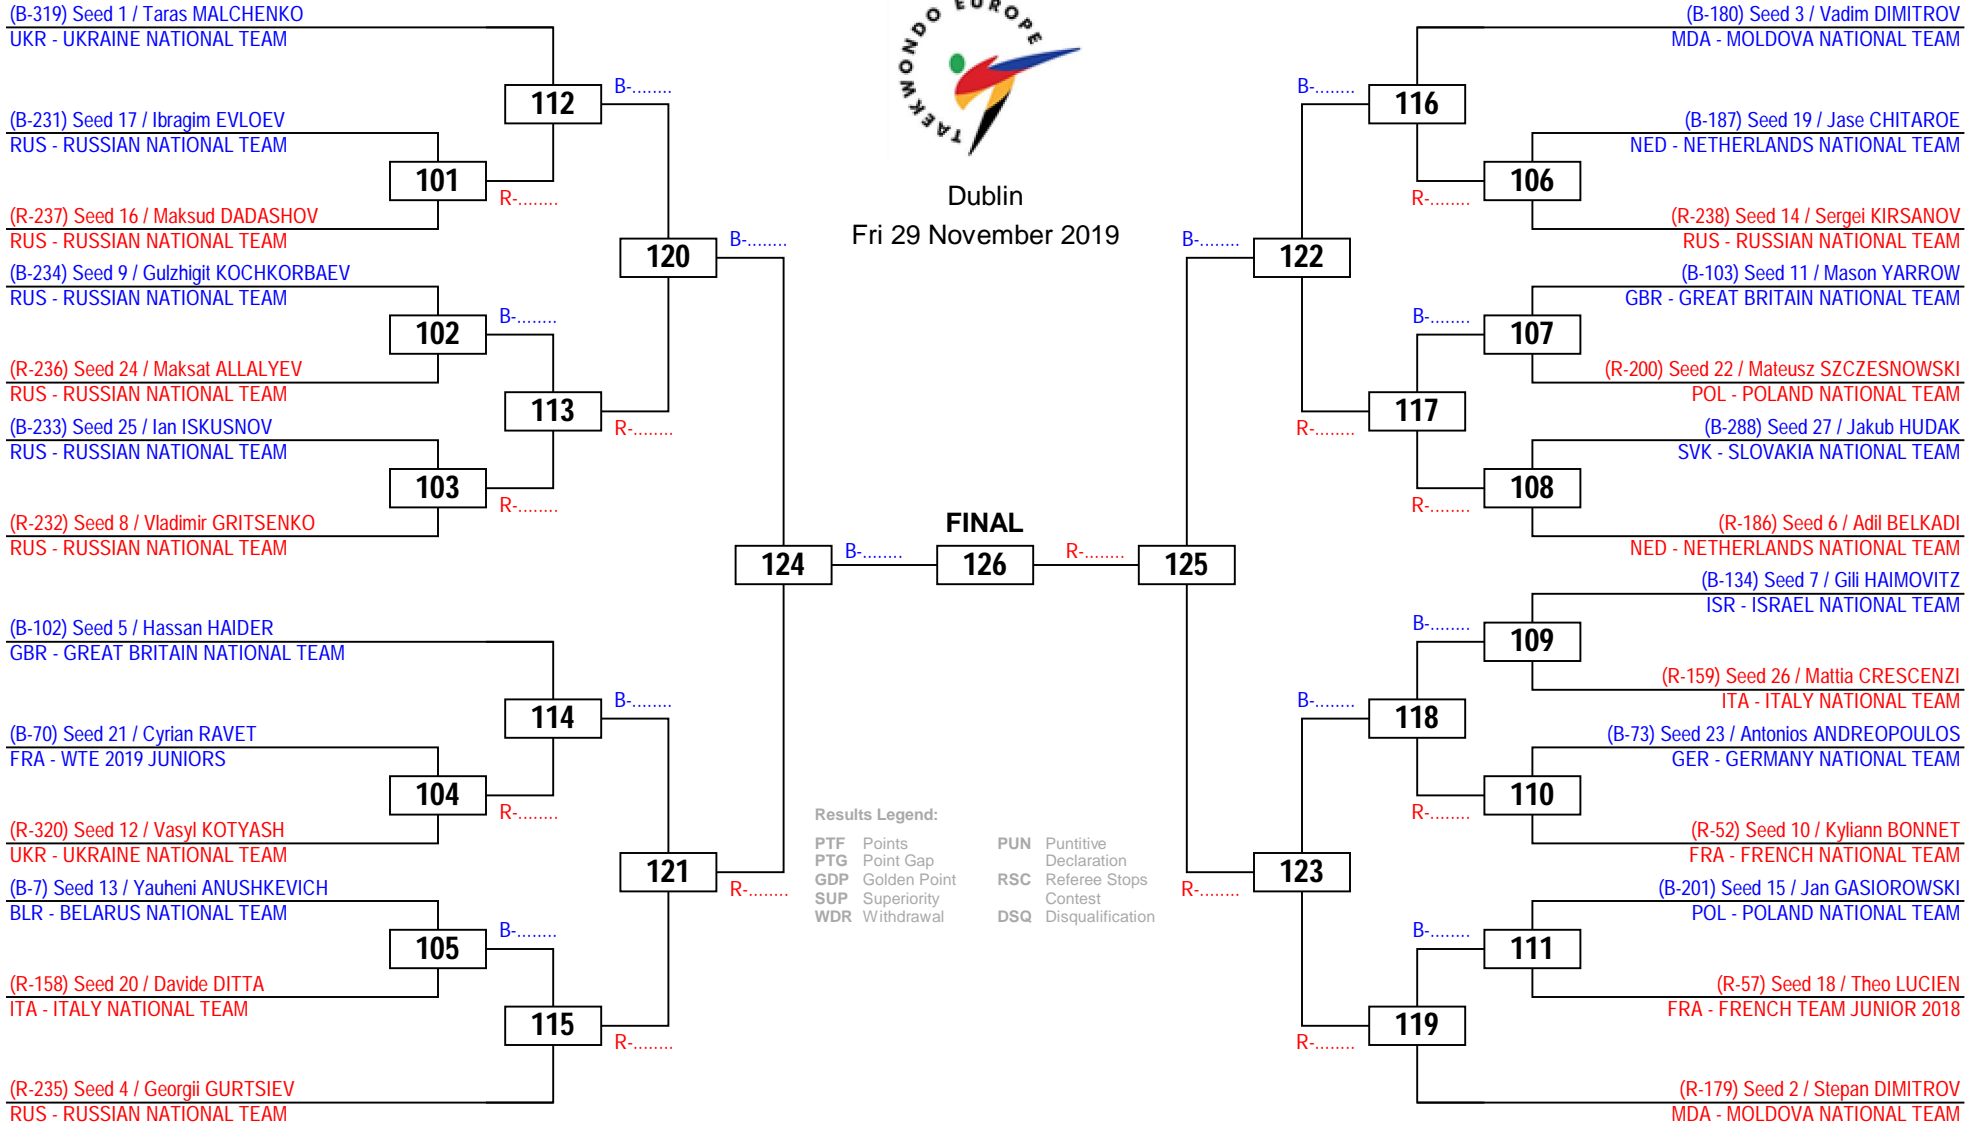 (B-319) Seed 1 / Taras MALCHENKO
UKR - UKRAINE NATIONAL TEAM
(B-231) Seed 17 / Ibragim EVLOEV
RUS - RUSSIAN NATIONAL TEAM
(R-237) Seed 16 / Maksud DADASHOV
RUS - RUSSIAN NATIONAL TEAM
(B-234) Seed 9 / Gulzhigit KOCHKORBAEV
RUS - RUSSIAN NATIONAL TEAM
(R-236) Seed 24 / Maksat ALLALYEV
RUS - RUSSIAN NATIONAL TEAM
(B-233) Seed 25 / Ian ISKUSNOV
RUS - RUSSIAN NATIONAL TEAM
(R-232) Seed 8 / Vladimir GRITSENKO
RUS - RUSSIAN NATIONAL TEAM
(B-102) Seed 5 / Hassan HAIDER
GBR - GREAT BRITAIN NATIONAL TEAM
(B-70) Seed 21 / Cyrian RAVET
FRA - WTE 2019 JUNIORS
(R-320) Seed 12 / Vasyl KOTYASH
UKR - UKRAINE NATIONAL TEAM
(B-7) Seed 13 / Yauheni ANUSHKEVICH
BLR - BELARUS NATIONAL TEAM
(R-158) Seed 20 / Davide DITTA
ITA - ITALY NATIONAL TEAM
(R-235) Seed 4 / Georgii GURTSIEV
RUS - RUSSIAN NATIONAL TEAM
101
R-........
102
B-........
103
R-........
104
R-........
105
B-........
112
B-........
113
R-........
114
B-........
115
R-........
120
B-........
121
R-........
124
B-........
TAEKWONDO EUROPE
Dublin
Fri 29 November 2019
FINAL
126
R-........
125
Results Legend:
PTF Points
PTG Point Gap
GDP Golden Point
SUP Superiority
WDR Withdrawal
PUN Puntitive
Declaration
RSC Referee Stops
Contest
DSQ Disqualification
B-........
122
R-........
123
B-........
116
R-........
117
B-........
118
R-........
119
R-........
106
B-........
107
R-........
108
B-........
109
R-........
110
B-........
111
(B-180) Seed 3 / Vadim DIMITROV
MDA - MOLDOVA NATIONAL TEAM
(B-187) Seed 19 / Jase CHITAROE
NED - NETHERLANDS NATIONAL TEAM
(R-238) Seed 14 / Sergei KIRSANOV
RUS - RUSSIAN NATIONAL TEAM
(B-103) Seed 11 / Mason YARROW
GBR - GREAT BRITAIN NATIONAL TEAM
(R-200) Seed 22 / Mateusz SZCZESNOWSKI
POL - POLAND NATIONAL TEAM
(B-288) Seed 27 / Jakub HUDAK
SVK - SLOVAKIA NATIONAL TEAM
(R-186) Seed 6 / Adil BELKADI
NED - NETHERLANDS NATIONAL TEAM
(B-134) Seed 7 / Gili HAIMOVITZ
ISR - ISRAEL NATIONAL TEAM
(R-159) Seed 26 / Mattia CRESCENZI
ITA - ITALY NATIONAL TEAM
(B-73) Seed 23 / Antonios ANDREOPOULOS
GER - GERMANY NATIONAL TEAM
(R-52) Seed 10 / Kyliann BONNET
FRA - FRENCH NATIONAL TEAM
(B-201) Seed 15 / Jan GASIOROWSKI
POL - POLAND NATIONAL TEAM
(R-57) Seed 18 / Theo LUCIEN
FRA - FRENCH TEAM JUNIOR 2018
(R-179) Seed 2 / Stepan DIMITROV
MDA - MOLDOVA NATIONAL TEAM